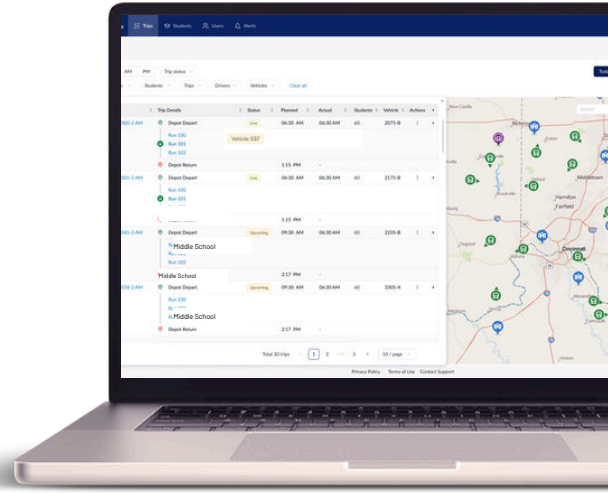 Trips Students Users Alerts
AM PM Trip status
Students Trips Drivers Vehicles Clear all
Trip Details Status Planned Actual Students Vehicle Actions
Depot Depart Live 06:30 AM 06:30 AM 60 2075-B
Run 100
Run 101
Run 102
Vehicle: 537
Depot Return 1:15 PM -
Depot Depart Live 06:30 AM 06:30 AM 60 2175-B
Run 100
Run 101
1:15 PM -
Depot Depart Upcoming 09:30 AM 06:30 AM 60 2235-B
Middle School
Run 102
Middle School 2:17 PM -
Depot Depart Upcoming 09:30 AM 06:30 AM 60 3305-A
Run 100
Middle School
Depot Return 2:17 PM -
Total 30 trips 1 2 5 10 / page
Privacy Policy Terms of Use Contact Support
New Castle
Search
Richmond
Eaton
Oxford
Middletown
Hamilton
Fairfield
Cincinnati